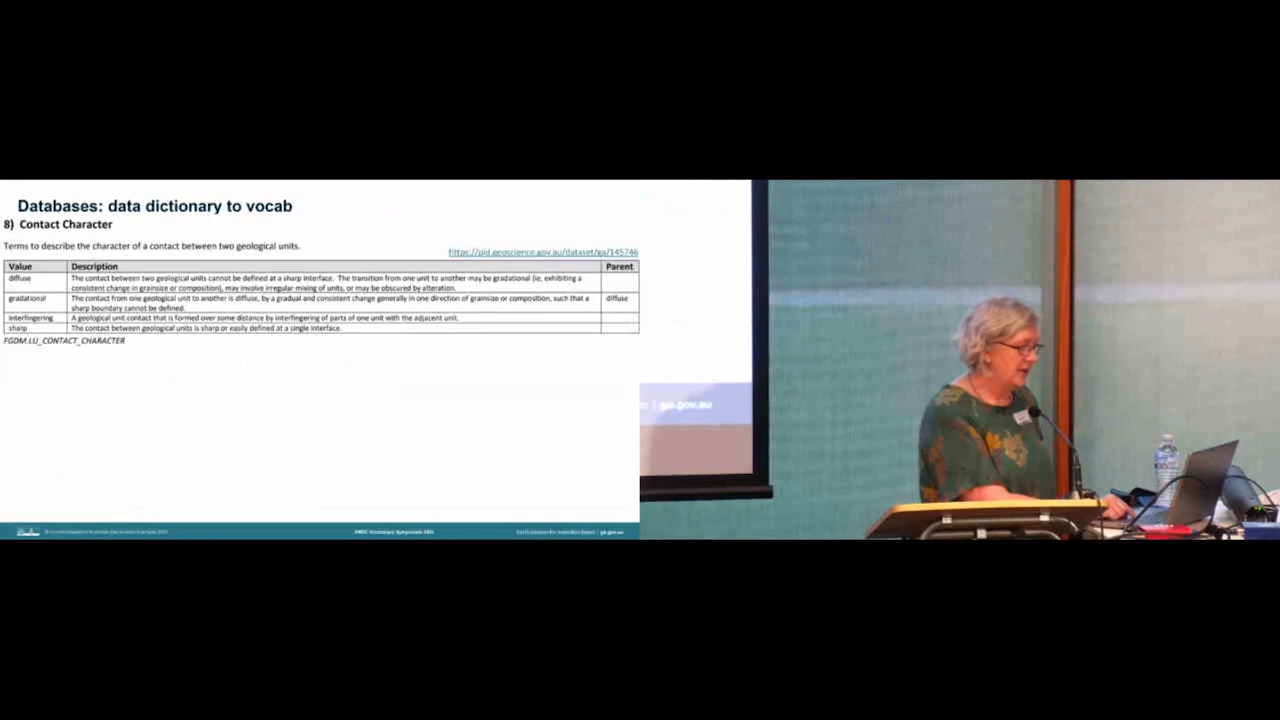 Databases: data dictionary to vocab
8) Contact Character
Terms to describe the character of a contact between two geological units.
https://pid.geoscience.gov.au/dataset/ga/145746
Value Description Parent
diffuse The contact between two geological units cannot be defined at a sharp interface. The transition from one unit to another may be gradational (ie, exhibiting a
consistent change in grainsize or composition), may involve irregular mixing of units, or may be obscured by alteration.
gradational The contact from one geological unit to another is diffuse, by a gradual and consistent change generally in one direction of grainsize or composition, such that a diffuse
sharp boundary cannot be defined.
interfingering A geological unit contact that is formed over some distance by interfingering of parts of one unit with the adjacent unit.
sharp The contact between geological units is sharp or easily defined at a single interface.
FGDM.LU_CONTACT_CHARACTER
ga.gov.au
| ga.gov.au